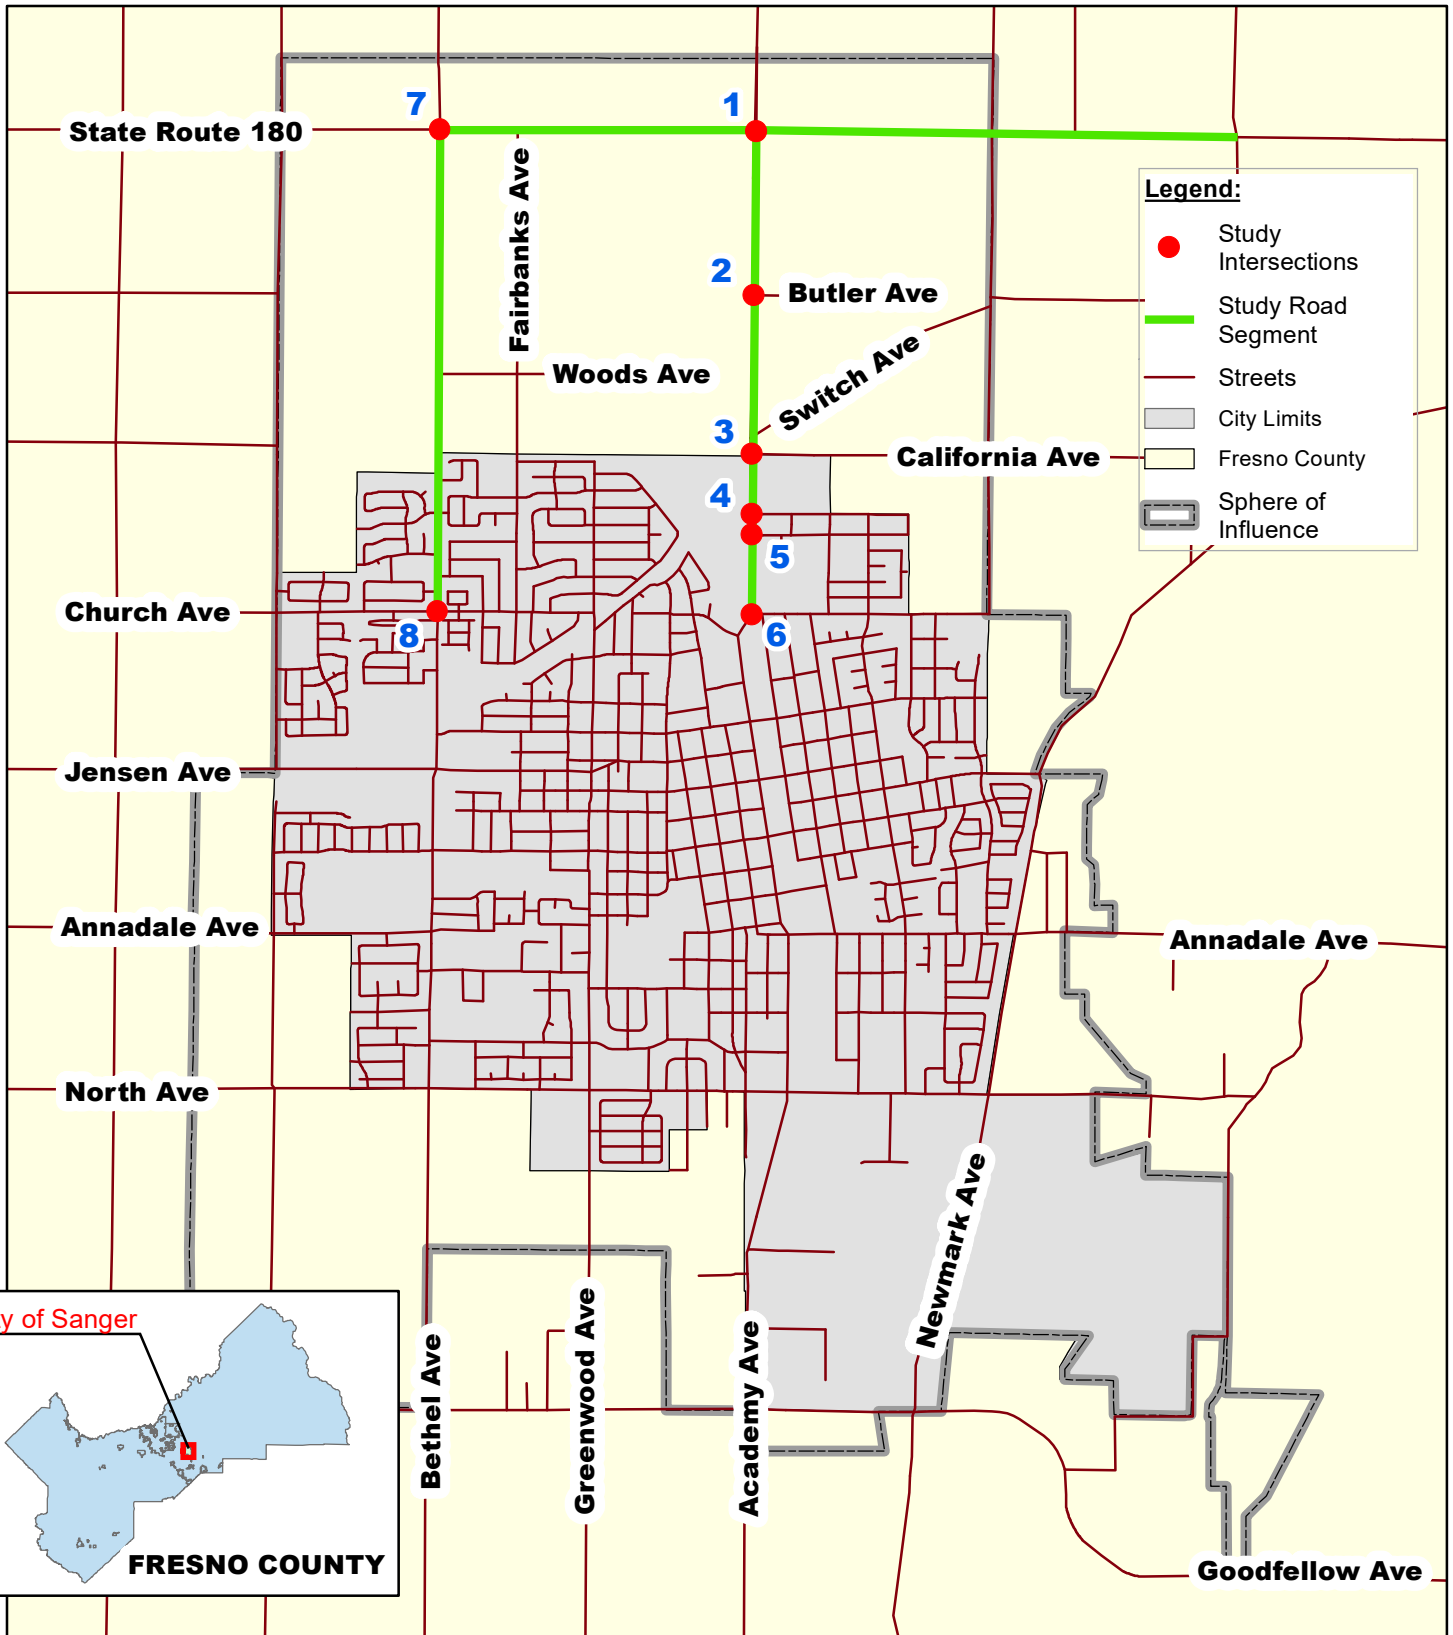 7
1
State Route 180
Fairbanks Ave
Legend:
Study
Intersections
Study Road
Segment
Streets
City Limits
Fresno County
Sphere of
Influence
2
Butler Ave
Switch Ave
Woods Ave
3
California Ave
4
5
Church Ave
8
6
Jensen Ave
Annadale Ave
Annadale Ave
North Ave
Newmark Ave
y of Sanger
Bethel Ave
Greenwood Ave
Academy Ave
FRESNO COUNTY
Goodfellow Ave